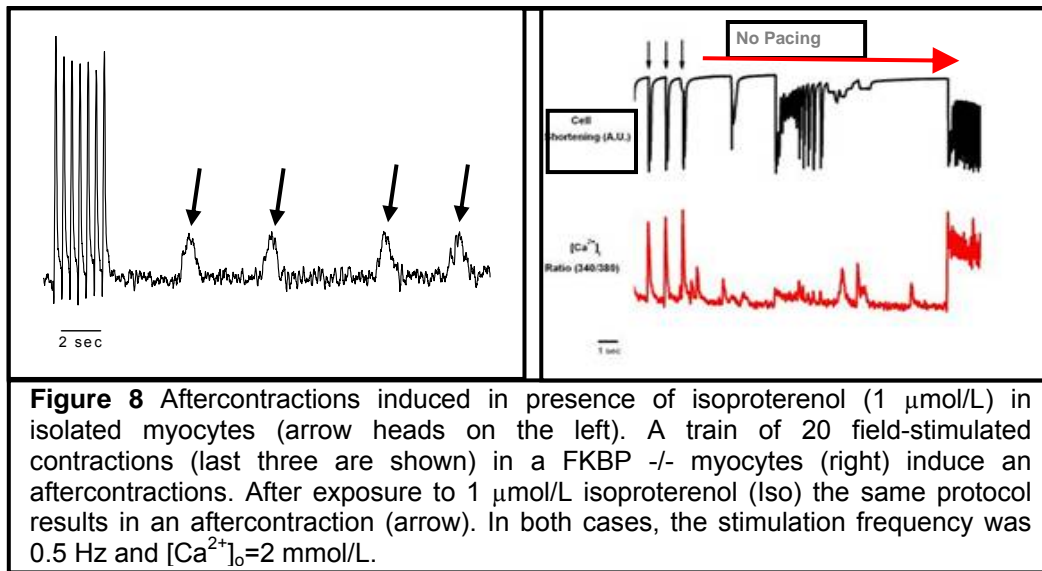 2 sec
No Pacing
Cell
Shortening (A.U.)
[Ca²⁺]i
Ratio (340/380)
1 sec
Figure 8 Aftercontractions induced in presence of isoproterenol (1 μmol/L) in
isolated myocytes (arrow heads on the left). A train of 20 field-stimulated
contractions (last three are shown) in a FKBP -/- myocytes (right) induce an
aftercontractions. After exposure to 1 μmol/L isoproterenol (Iso) the same protocol
results in an aftercontraction (arrow). In both cases, the stimulation frequency was
0.5 Hz and [Ca²⁺]o=2 mmol/L.